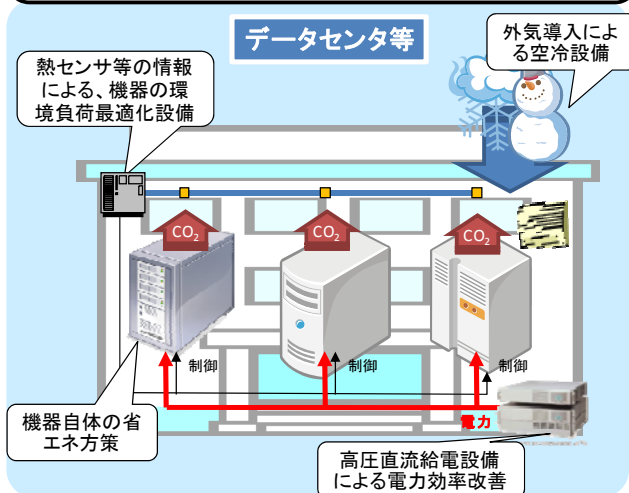 データセンタ等
外気導入によ
る空冷設備
熱センサ等の情報
による、機器の環
境負荷最適化設備
CO₂
CO₂
CO₂
制御
制御
制御
電力
機器自体の省
エネ方策
高圧直流給電設備
による電力効率改善